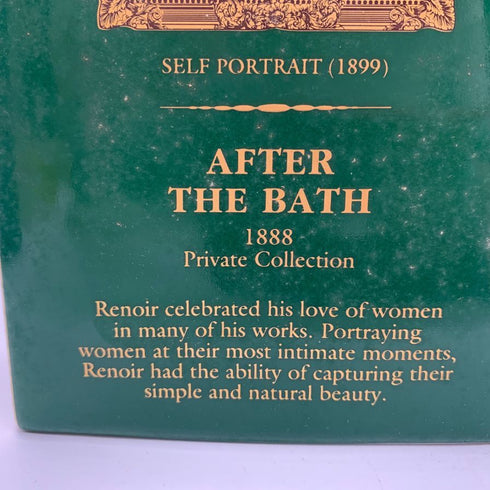 SELF PORTRAIT (1899)
AFTER
THE BATH
1888
Private Collection
Renoir celebrated his love of women
in many of his works. Portraying
women at their most intimate moments,
Renoir had the ability of capturing their
simple and natural beauty.